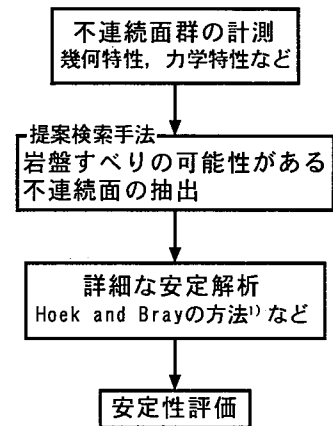 不連続面群の計測
幾何特性，力学特性など
提案検索手法
岩盤すべりの可能性がある
不連続面の抽出
詳細な安定解析
Hoek and Brayの方法¹⁾ など
安定性評価